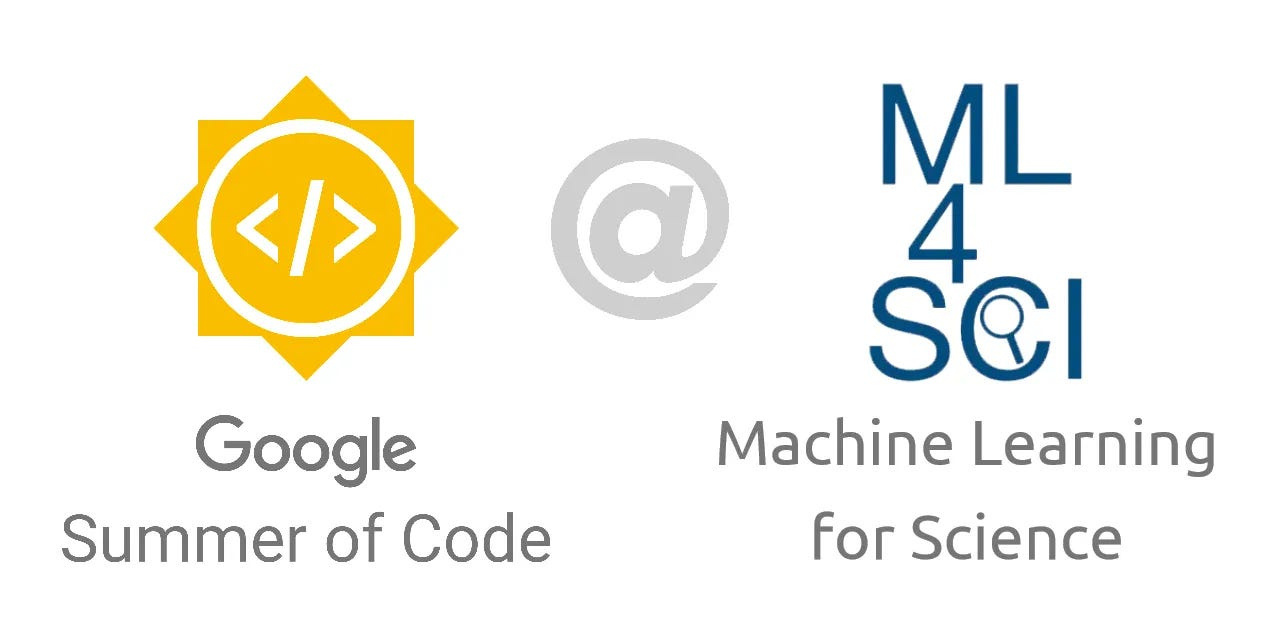 </>
Google
Summer of Code
@
ML
4
SCI
Machine Learning
for Science